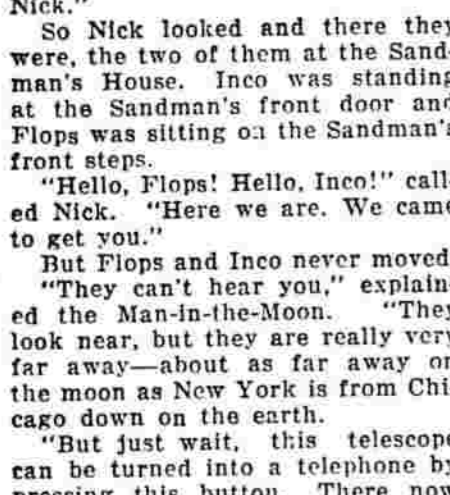 Nick."
So Nick looked and there they
were, the two of them at the Sand-
man's House. Inco was standing
at the Sandman's front door and
Flops was sitting on the Sandman's
front steps.
"Hello, Flops! Hello, Inco!" call-
ed Nick. "Here we are. We came
to get you."
But Flops and Inco never moved.
"They can't hear you," explain-
ed the Man-in-the-Moon. "They
look near, but they are really very
far away—about as far away on
the moon as New York is from Chi-
cago down on the earth.
"But just wait, this telescope
can be turned into a telephone by
pressing this button. There now